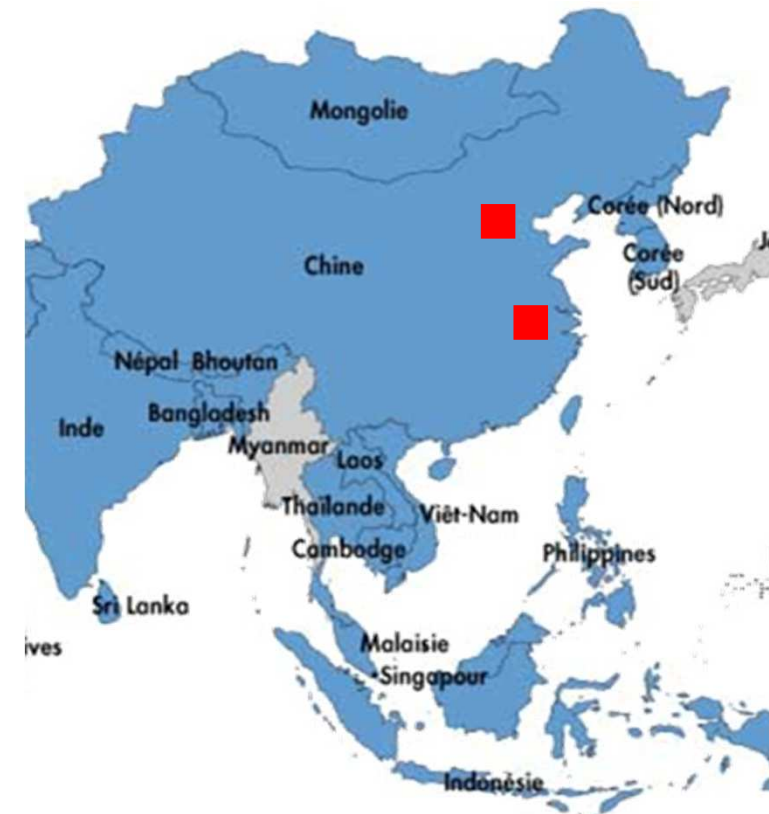 Mongolie
Corée (Nord)
Corée
(Sud)
Chine
Népal Bhoutan
Bangladesh
Inde
Myanmar
Laos
Thaïlande
Viêt-Nam
Cambodge
Philippines
Sri Lanka
Malaisie
Singapour
Indonésie